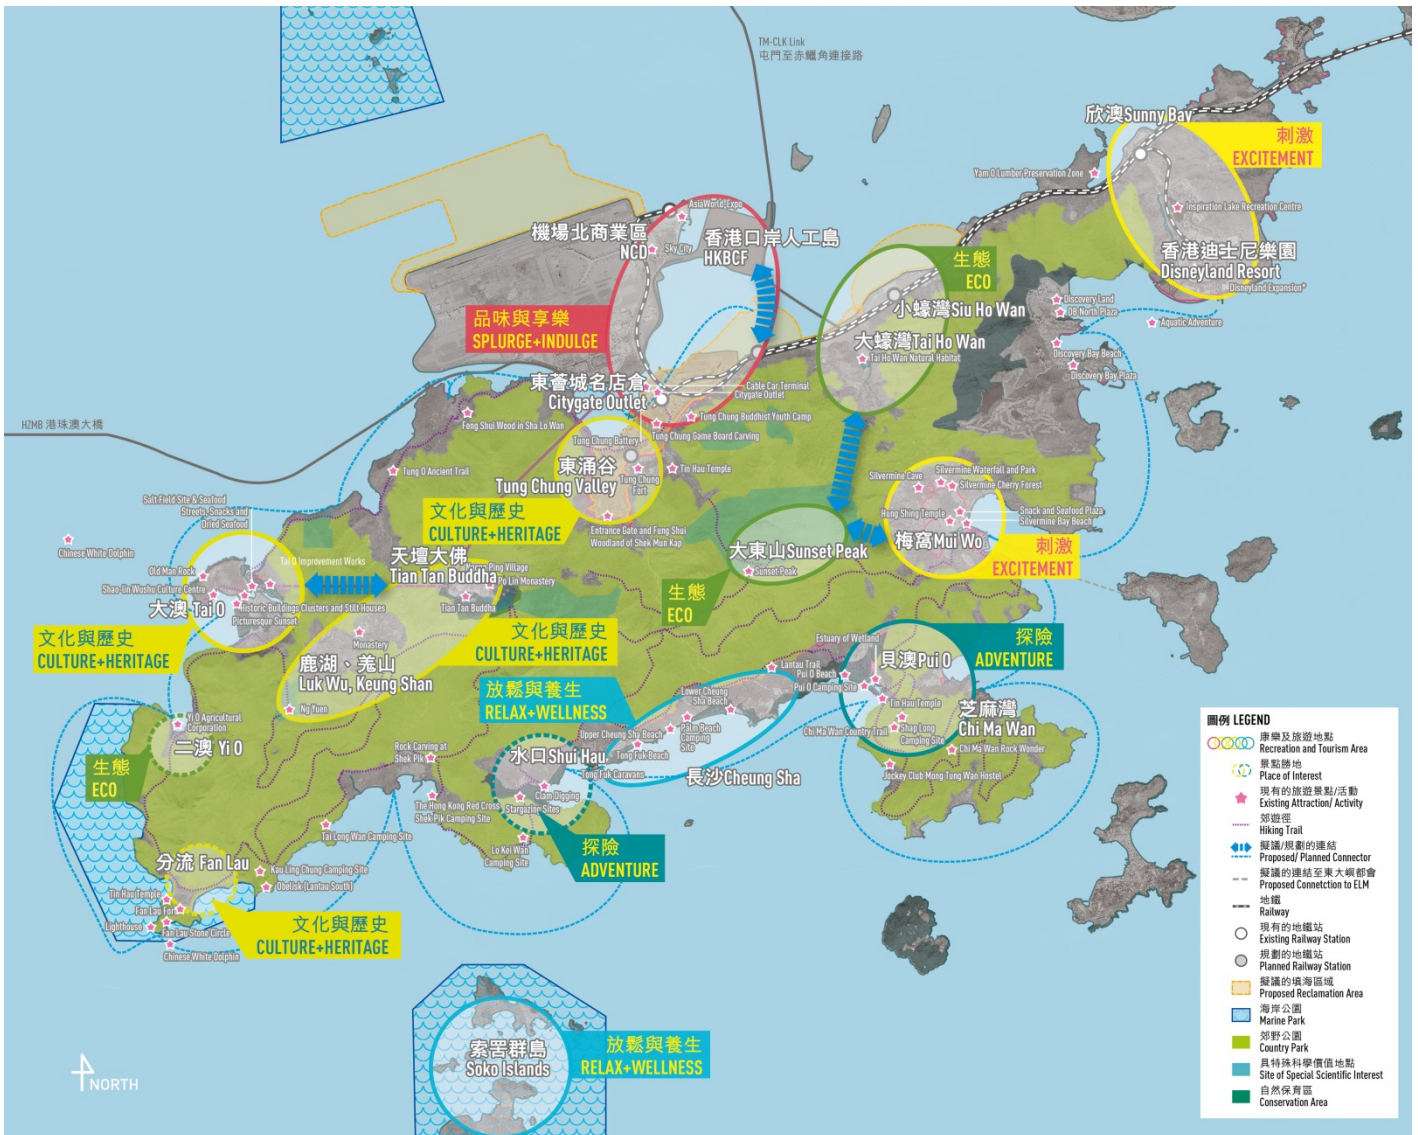 TM-CLK Link
屯門至赤鱲角連接路
欣澳Sunny Bay
刺激
EXCITEMENT
Yam O Lumber Preservation Zone
Inspiration Lake Recreation Centre
香港迪士尼樂園
Disneyland Resort
Disneyland Expansion*
AsiaWorld-Expo
機場北商業區
NCD
Sky City
香港口岸人工島
HKBCF
生態
ECO
小蠔灣Siu Ho Wan
大蠔灣Tai Ho Wan
Tai Ho Wan Natural Habitat
Discovery Land
DB North Plaza
Aquatic Adventure
Discovery Bay Beach
Discovery Bay Plaza
品味與享樂
SPLURGE+INDULGE
東薈城名店倉
Citygate Outlet
Cable Car Terminal
Citygate Outlet
HZMB 港珠澳大橋
Feng Shui Wood in Sha Lo Wan
Tung Chung Buddhist Youth Camp
Tung Chung Game Board Carving
Tung Chung Battery
東涌谷
Tung Chung Valley
Tung Chung
Fort
Tin Hau Temple
Tung O Ancient Trail
文化與歷史
CULTURE+HERITAGE
Entrance Gate and Fung Shui
Woodland of Shek Mun Kap
Silvermine Cave
Silvermine Waterfall and Park
Silvermine Cherry Forest
Hung Shing Temple
Snack and Seafood Plaza
Silvermine Bay Beach
梅窩Mui Wo
刺激
EXCITEMENT
大東山Sunset Peak
Sunset Peak
生態
ECO
Salt-Field Site & Seafood
Streets, Snacks and
Dried Seafood
Chinese White Dolphin
Tai O Improvement Works
Old Man Rock
Shao-Lin Wushu Culture Centre
大澳 Tai O
Historic Buildings Clusters and Stilt Houses
Picturesque Sunset
文化與歷史
CULTURE+HERITAGE
天壇大佛
Tian Tan Buddha
Ngong Ping Village
Po Lin Monastery
Tian Tan Buddha
文化與歷史
CULTURE+HERITAGE
Monastery
鹿湖、羗山
Luk Wu, Keung Shan
Ng Yuen
放鬆與養生
RELAX+WELLNESS
Lantau Trail
Lower Cheung
Sha Beach
Upper Cheung Sha Beach
Palm Beach
Camping
Site
Tong Fuk Beach
Tong Fuk Caravans
長沙Cheung Sha
Estuary of Wetland
Pui O Beach
Pui O Camping Site
貝澳Pui O
探險
ADVENTURE
Tin Hau Temple
芝麻灣
Chi Ma Wan
Chi Ma Wan Country Trail
Shap Long
Camping Site
Chi Ma Wan Rock Wonder
Jockey Club Mong Tung Wan Hostel
Yi O Agricultural
Corporation
二澳 Yi O
生態
ECO
Rock Carving at
Shek Pik
水口Shui Hau
Clam Digging
Stargazing Sites
The Hong Kong Red Cross
Shek Pik Camping Site
Lo Kei Wan
Camping Site
探險
ADVENTURE
Tai Long Wan Camping Site
分流 Fan Lau
Kau Ling Chung Camping Site
Obelisk (Lantau South)
Tin Hau Temple
Fan Lau Fort
Lighthouse
Fan Lau Stone Circle
Chinese White Dolphin
文化與歷史
CULTURE+HERITAGE
索罟群島
Soko Islands
放鬆與養生
RELAX+WELLNESS
NORTH
圖例 LEGEND
康樂及旅遊地點
Recreation and Tourism Area
景點勝地
Place of Interest
現有的旅遊景點/活動
Existing Attraction/ Activity
郊遊徑
Hiking Trail
擬議/規劃的連結
Proposed/ Planned Connector
擬議的連結至東大嶼都會
Proposed Connetction to ELM
地鐵
Railway
現有的地鐵站
Existing Railway Station
規劃的地鐵站
Planned Railway Station
擬議的填海區域
Proposed Reclamation Area
海岸公園
Marine Park
郊野公園
Country Park
具特殊科學價值地點
Site of Special Scientific Interest
自然保育區
Conservation Area